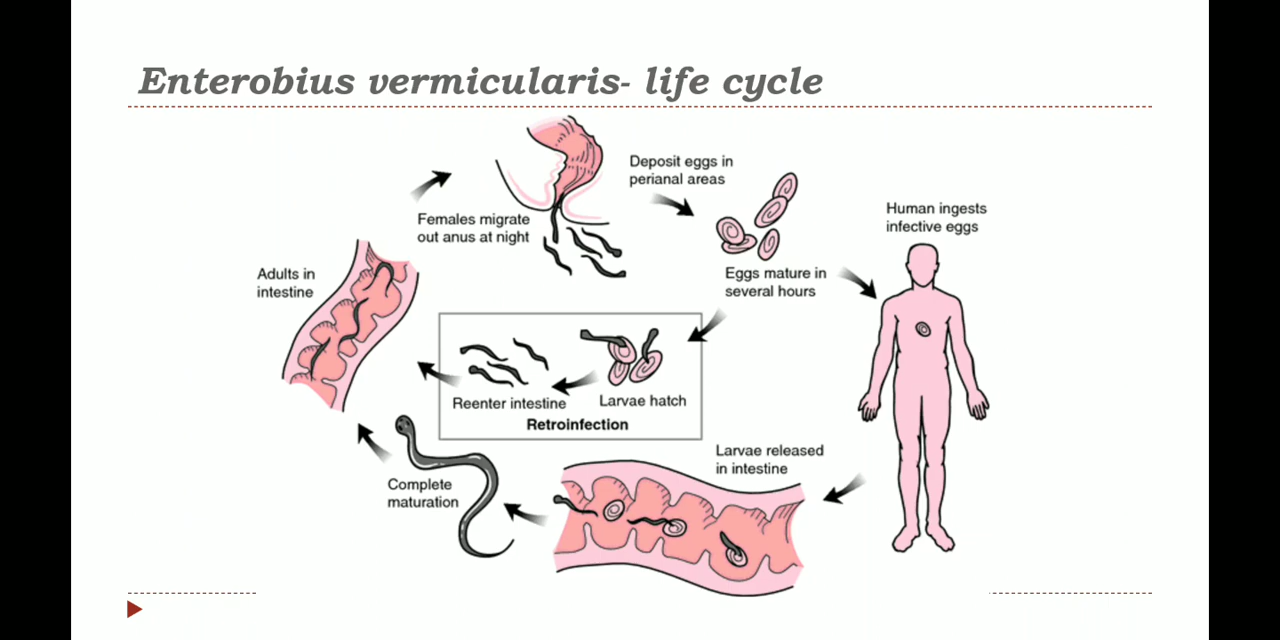 Enterobius vermicularis- life cycle
Deposit eggs in
perianal areas
Females migrate
out anus at night
Human ingests
infective eggs
Adults in
intestine
Eggs mature in
several hours
Reenter intestine
Larvae hatch
Retroinfection
Larvae released
in intestine
Complete
maturation